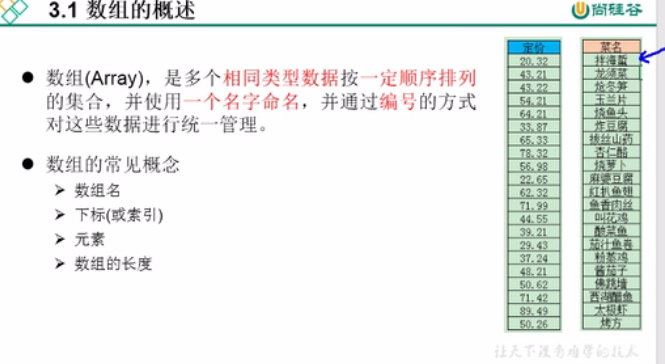 3.1 数组的概述
尚硅谷
数组(Array)，是多个相同类型数据按一定顺序排列
的集合，并使用一个名字命名，并通过编号的方式
对这些数据进行统一管理。
数组的常见概念
数组名
下标(或索引)
元素
数组的长度
定价
20.32
43.21
43.22
54.21
64.21
33.87
65.33
78.32
56.98
22.65
62.32
71.99
44.55
39.21
29.43
37.24
48.21
50.62
71.42
89.49
50.26
菜名
拌海蜇
龙须菜
炝冬笋
玉兰片
烧鱼头
炸豆腐
拔丝山药
杏仁酪
烧萝卜
麻婆豆腐
红扒鱼翅
鱼香肉丝
叫花鸡
酸菜鱼
茄汁鱼卷
粉蒸鸡
酱茄子
佛跳墙
西湖醋鱼
太极虾
烤方
让天下没有难学的技术